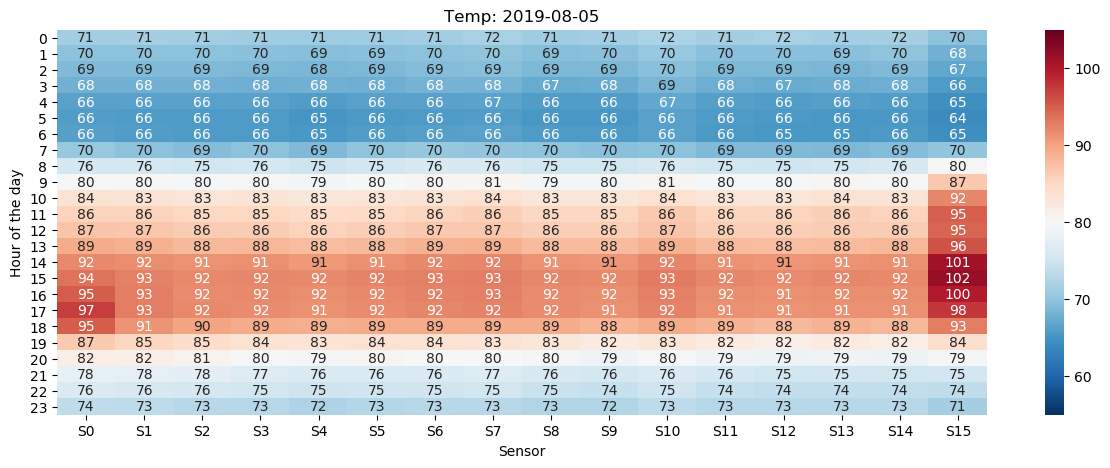 Temp: 2019-08-05
0 71 71 71 71 71 71 71 72 71 71 72 71 72 71 72 70
1 70 70 70 70 69 69 70 70 69 70 70 70 70 69 70 68
2 69 69 69 69 68 69 69 69 69 69 70 69 69 69 69 67
3 68 68 68 68 68 68 68 68 67 68 69 68 67 68 68 66
4 66 66 66 66 66 66 66 67 66 66 67 66 66 66 66 65
5 66 66 66 66 65 66 66 66 66 66 66 66 66 66 66 64
6 66 66 66 66 65 66 66 66 66 66 66 66 65 65 66 65
7 70 70 69 70 69 70 70 70 70 70 70 69 69 69 69 70
8 76 76 75 76 75 75 76 76 75 75 76 75 75 75 76 80
9 80 80 80 80 79 80 80 81 79 80 81 80 80 80 80 87
10 84 83 83 83 83 83 83 84 83 83 84 83 83 84 83 92
11 86 86 85 85 85 85 86 86 85 85 86 86 86 86 86 95
12 87 87 86 86 86 86 87 87 86 86 87 86 86 86 86 95
13 89 89 88 88 88 88 89 89 88 88 89 88 88 88 88 96
14 92 92 91 91 91 91 92 92 91 91 92 91 91 91 91 101
15 94 93 92 92 92 92 93 93 92 92 93 92 92 92 92 102
16 95 93 92 92 92 92 92 93 92 92 93 92 91 92 92 100
17 97 93 92 92 91 92 92 92 92 91 92 91 91 91 91 98
18 95 91 90 89 89 89 89 89 89 88 89 89 88 89 88 93
19 87 85 85 84 83 84 84 83 83 82 83 82 82 82 82 84
20 82 82 81 80 79 80 80 80 80 79 80 79 79 79 79 79
21 78 78 78 77 76 76 76 77 76 76 76 76 75 75 75 75
22 76 76 76 75 75 75 75 75 75 74 75 74 74 74 74 74
23 74 73 73 73 72 73 73 73 73 72 73 73 73 73 73 71
S0 S1 S2 S3 S4 S5 S6 S7 S8 S9 S10 S11 S12 S13 S14 S15
Sensor
Hour of the day
100
90
80
70
60